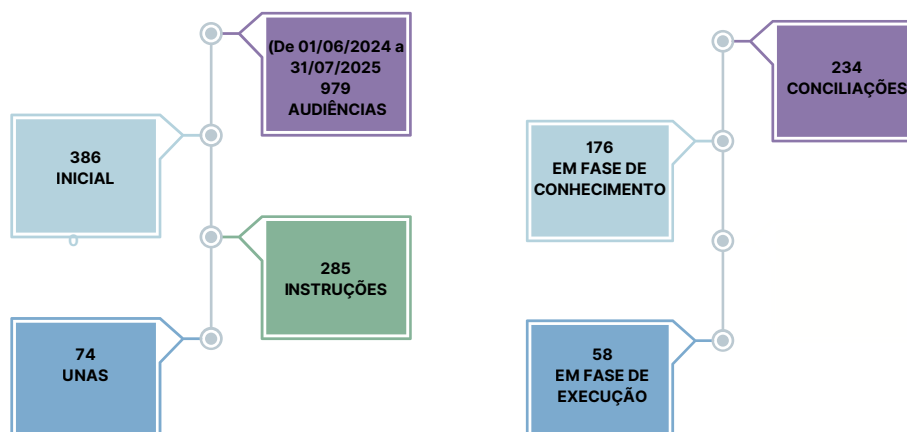 (De 01/06/2024 a
31/07/2025
979
AUDIÊNCIAS
386
INICIAL
0
285
INSTRUÇÕES
74
UNAS
234
CONCILIAÇÕES
176
EM FASE DE
CONHECIMENTO
58
EM FASE DE
EXECUÇÃO